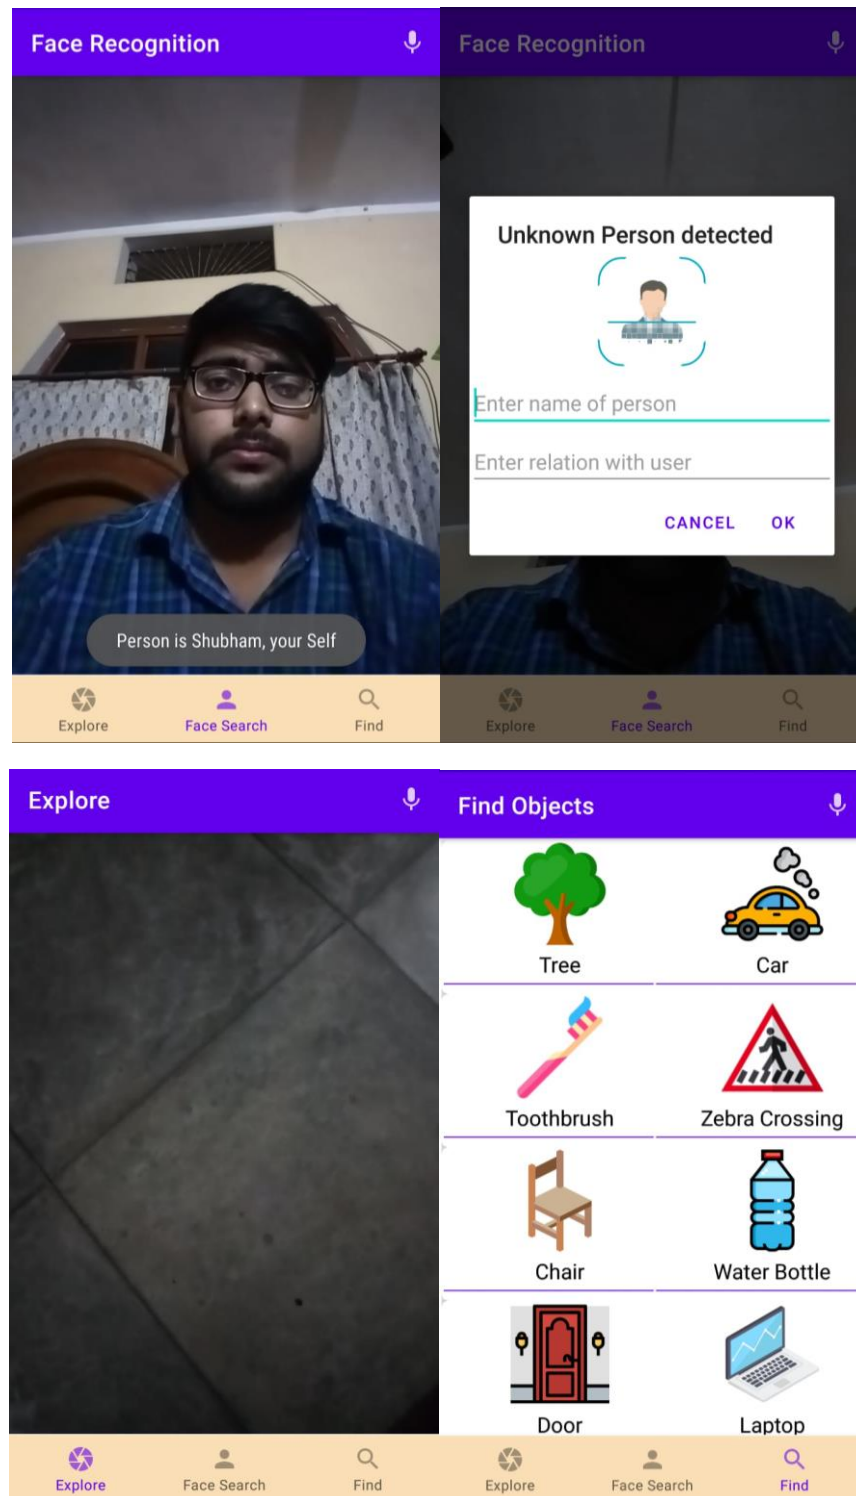 Face Recognition
Person is Shubham, your Self
Explore
Face Search
Find
Face Recognition
Unknown Person detected
Enter name of person
Enter relation with user
CANCEL OK
Explore
Face Search
Find
Explore
Explore
Face Search
Find
Find Objects
Tree
Car
Toothbrush
Zebra Crossing
Chair
Water Bottle
Door
Laptop
Explore
Face Search
Find